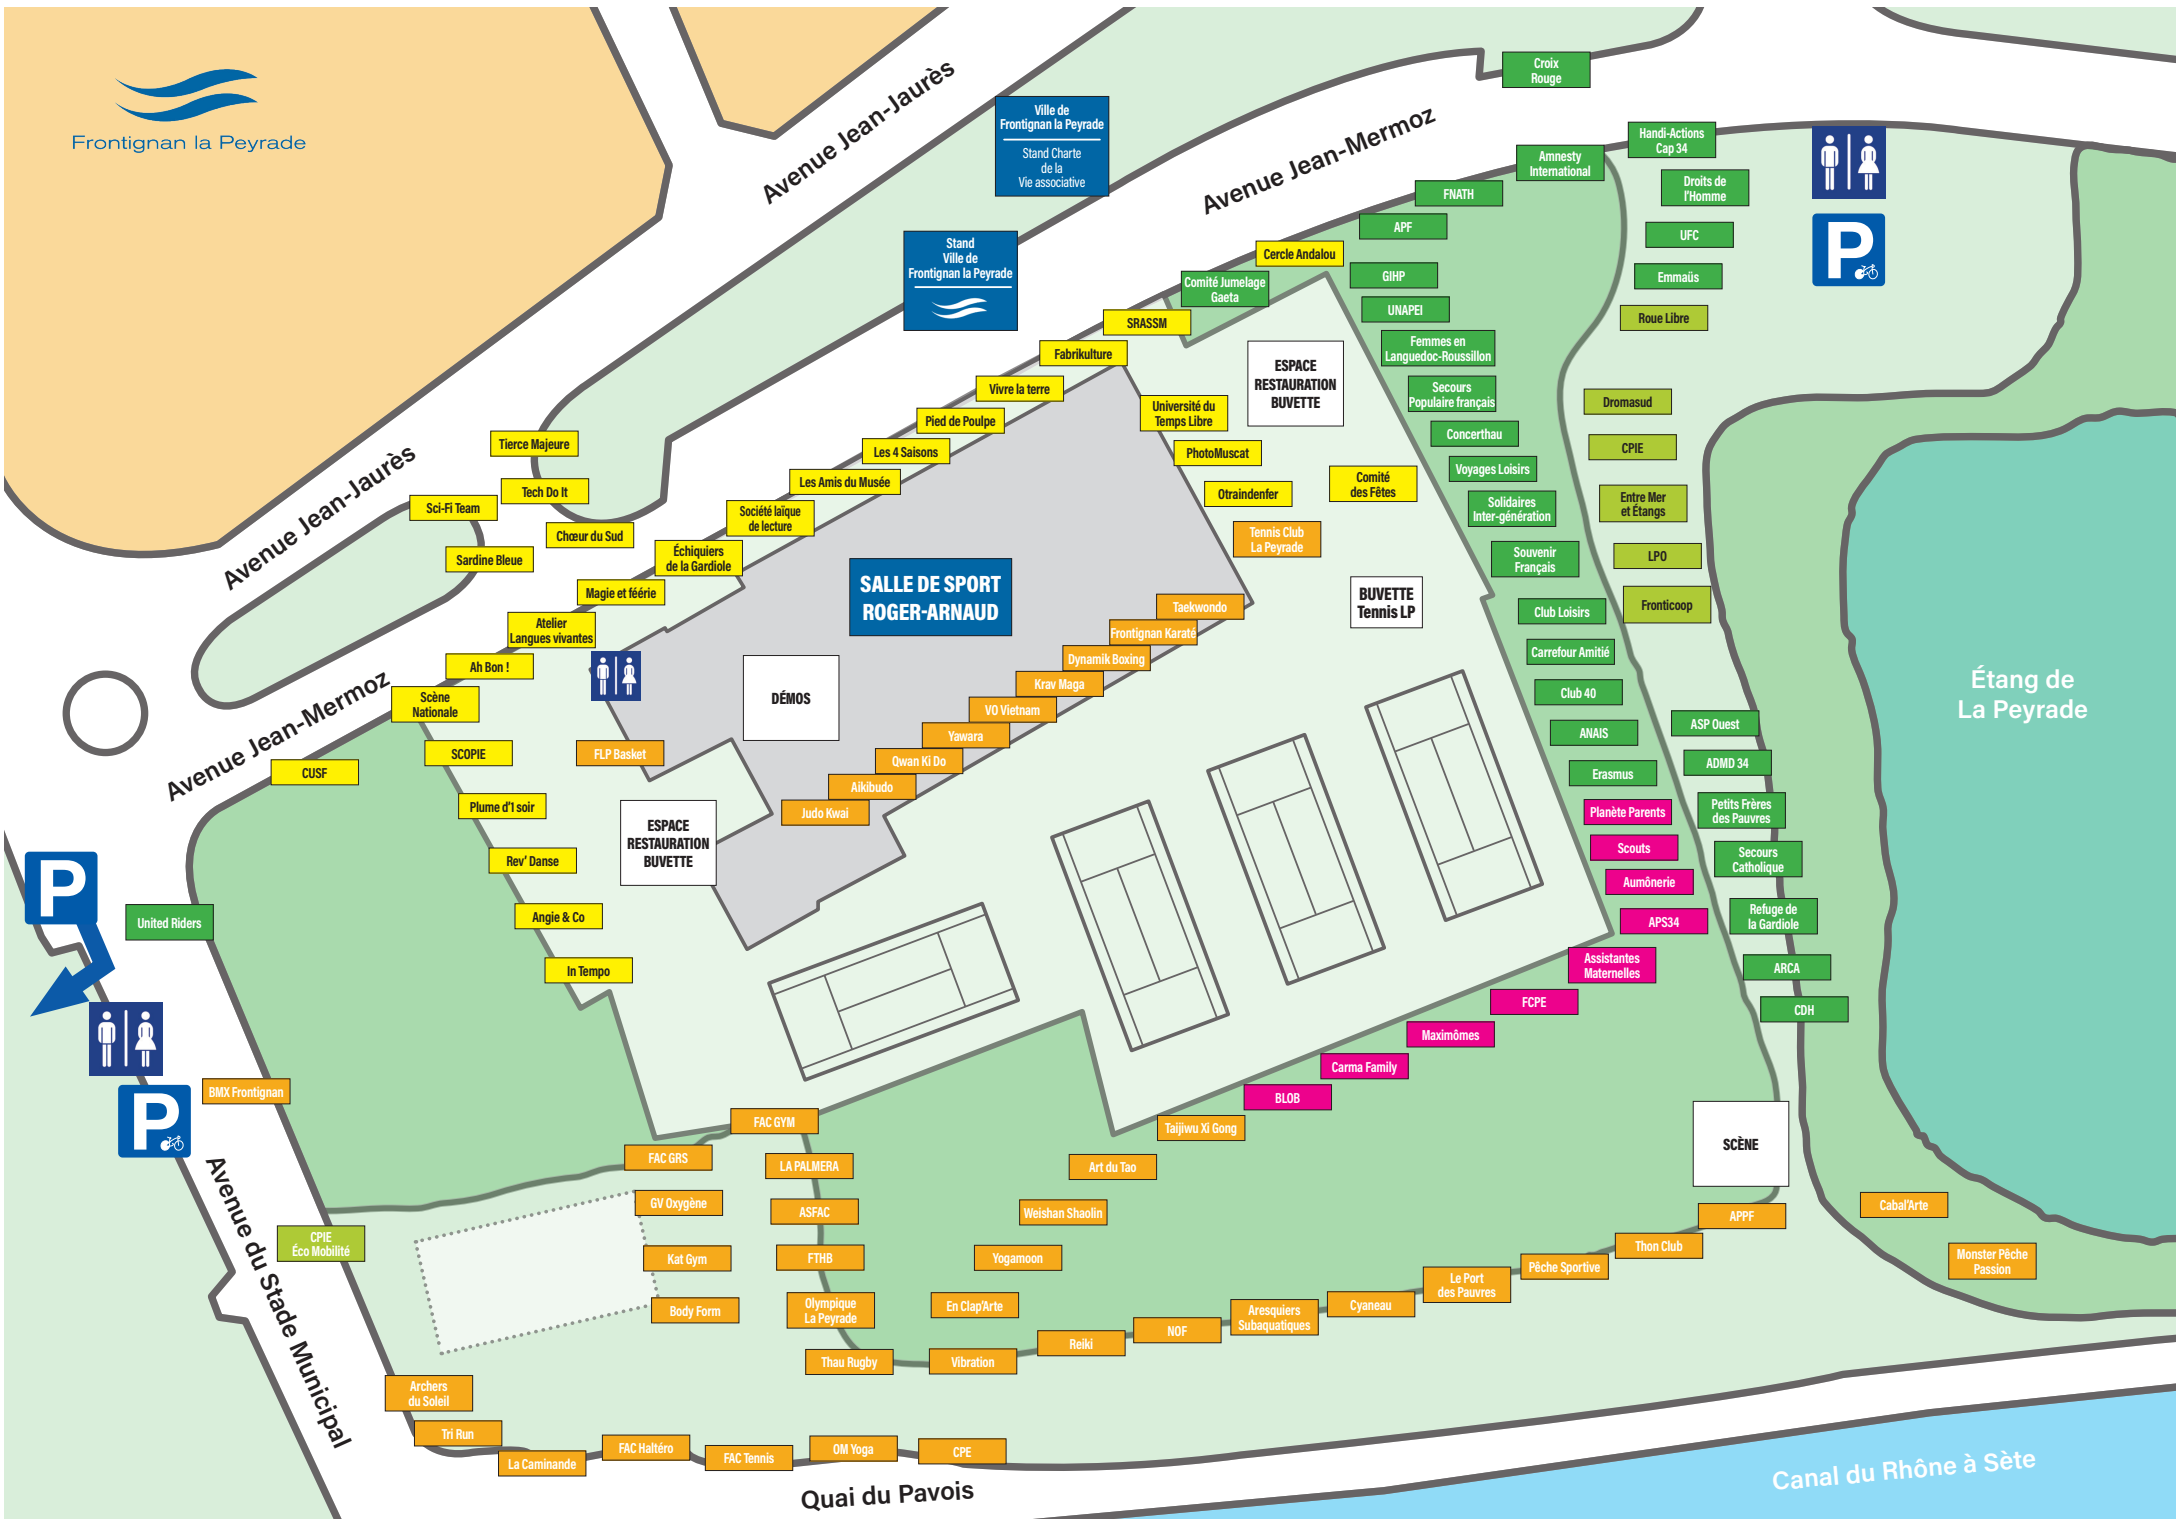 Frontignan la Peyrade
Avenue Jean-Jaurès
Ville de
Frontignan la Peyrade
Stand Charte
de la
Vie associative
Stand
Ville de
Frontignan la Peyrade
Avenue Jean-Mermoz
Croix
Rouge
Handi-Actions
Cap 34
Amnesty
International
Droits de
l'Homme
FNATH
APF
UFC
Cercle Andalou
GIHP
Emmaüs
Comité Jumelage
Gaeta
UNAPEI
Roue Libre
SRASSM
Femmes en
Languedoc-Roussillon
Fabrikulture
ESPACE
RESTAURATION
BUVETTE
Vivre la terre
Secours
Populaire français
Dromasud
Université du
Temps Libre
Pied de Poulpe
Concerthau
CPIE
Tierce Majeure
Les 4 Saisons
PhotoMuscat
Voyages Loisirs
Avenue Jean-Jaurès
Tech Do It
Les Amis du Musée
Otraindenfer
Comité
des Fêtes
Solidaires
Inter-génération
Entre Mer
et Étangs
Sci-Fi Team
Société laïque
de lecture
Chœur du Sud
Tennis Club
La Peyrade
Sardine Bleue
Échiquiers
de la Gardiole
Souvenir
Français
LPO
Magie et féérie
SALLE DE SPORT
ROGER-ARNAUD
Taekwondo
BUVETTE
Tennis LP
Club Loisirs
Fronticoop
Atelier
Langues vivantes
Frontignan Karaté
Ah Bon !
Dynamik Boxing
Carrefour Amitié
Krav Maga
Scène
Nationale
DÉMOS
VO Vietnam
Club 40
Étang de
La Peyrade
Avenue Jean-Mermoz
Yawara
ANAIS
ASP Ouest
SCOPIE
FLP Basket
Qwan Ki Do
CUSF
Aikibudo
Erasmus
ADMD 34
Plume d'1 soir
Judo Kwai
Planète Parents
Petits Frères
des Pauvres
ESPACE
RESTAURATION
BUVETTE
Scouts
Secours
Catholique
Rev' Danse
Aumônerie
P
Angie & Co
United Riders
APS34
Refuge de
la Gardiole
In Tempo
Assistantes
Maternelles
ARCA
FCPE
CDH
Maximômes
Carma Family
BMX Frontignan
BLOB
P
P
FAC GYM
Taijiwu Xi Gong
SCÈNE
FAC GRS
LA PALMERA
Art du Tao
GV Oxygène
ASFAC
Weishan Shaolin
APPF
Cabal'Arte
CPIE
Éco Mobilité
Kat Gym
FTHB
Yogamoon
Thon Club
Pêche Sportive
Monster Pêche
Passion
Body Form
Olympique
La Peyrade
En Clap'Arte
Aresquiers
Subaquatiques
Cyaneau
Le Port
des Pauvres
NOF
Reiki
Thau Rugby
Vibration
Avenue du Stade Municipal
Archers
du Soleil
Tri Run
La Caminande
FAC Haltéro
FAC Tennis
OM Yoga
CPE
Quai du Pavois
Canal du Rhône à Sète